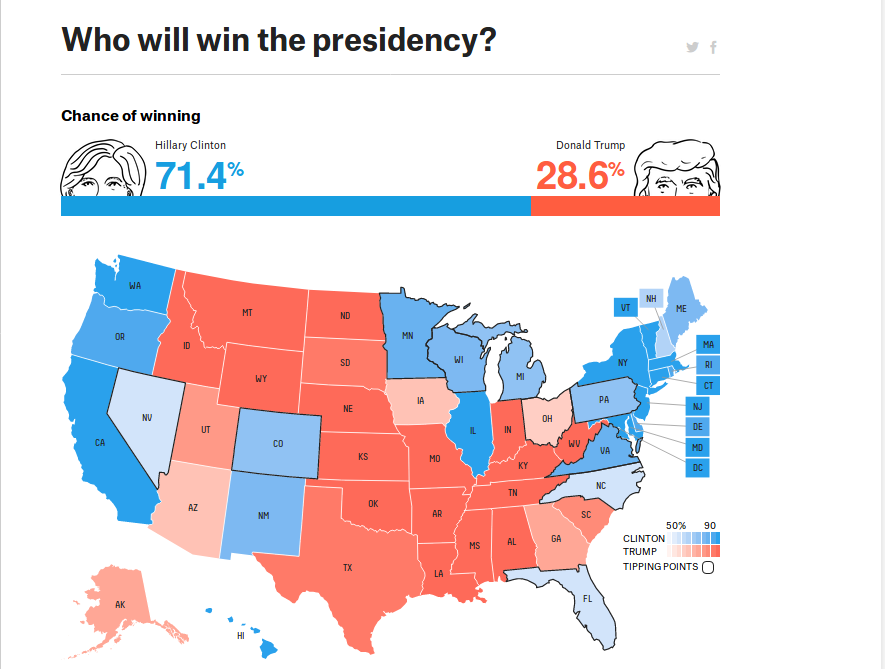 Who will win the presidency?
Chance of winning
Hillary Clinton
Donald Trump
71.4%
28.6%
WA
MT
ND
MN
VT
NH
ME
OR
ID
SD
WI
MI
NY
MA
RI
CT
WY
NE
IA
PA
NJ
NV
UT
CO
IL
IN
OH
DE
CA
KS
MO
KY
WV
VA
MD
DC
AZ
NM
OK
AR
TN
NC
SC
TX
LA
MS
AL
GA
FL
AK
HI
50% 90
CLINTON
TRUMP
TIPPING POINTS